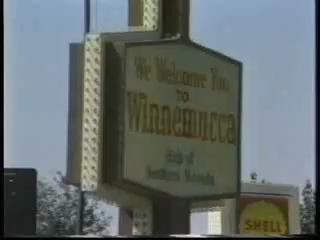 We Welcome You
TO
Winnemucca
Hub of
Northern Nevada
SHELL